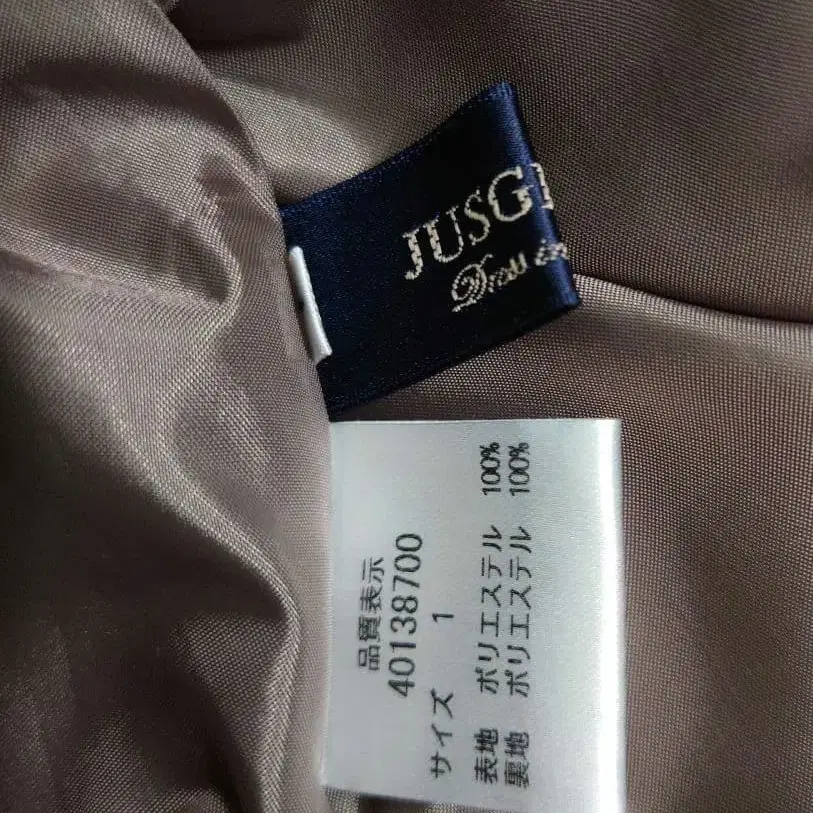 JUSG
品質表示
40138700
サイズ 1
表地 ポリエステル 100%
裏地 ポリエステル 100%